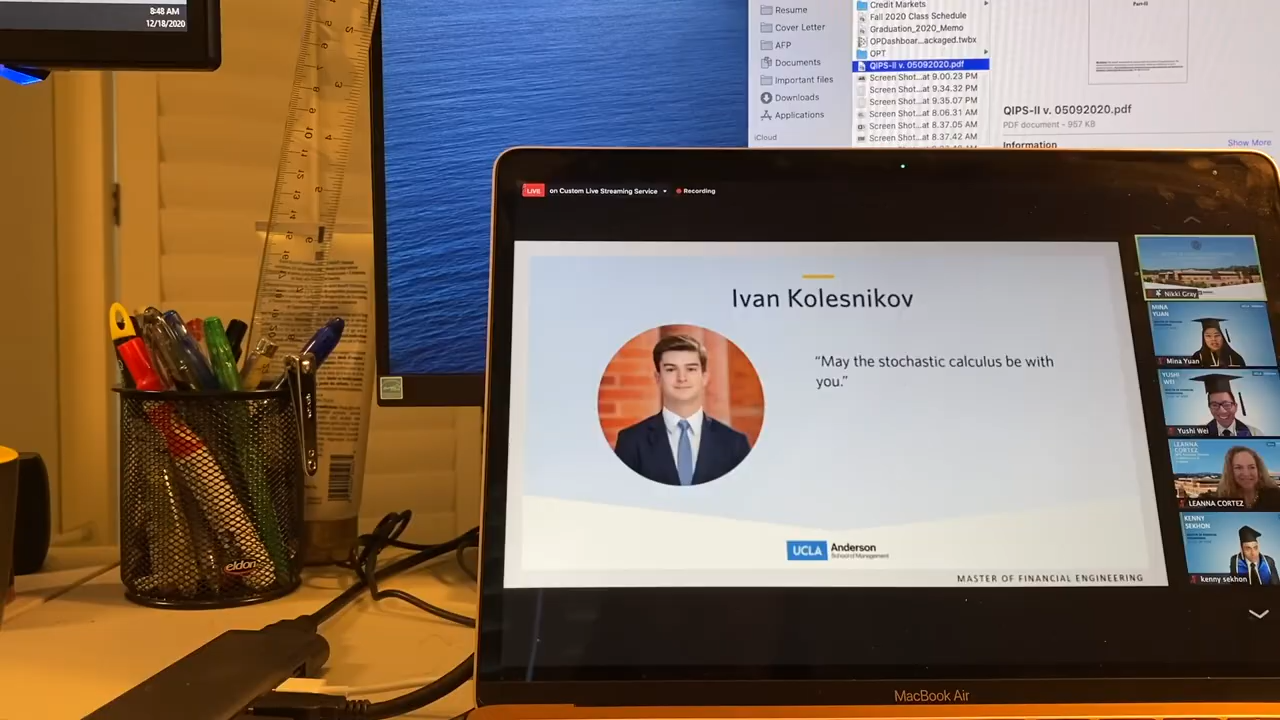 8:48 AM
12/18/2020
Resume
Cover Letter
AFP
Documents
Important files
Downloads
Applications
iCloud
Credit Markets
Fall 2020 Class Schedule
Graduation_2020_Memo
OPDashboar...ackaged.twbx
OPT
QIPS-II v. 05092020.pdf
Screen Shot...at 9.00.23 PM
Screen Shot...at 9.34.32 PM
Screen Shot...at 9.35.07 PM
Screen Shot...at 8.06.31 AM
Screen Shot...at 8.37.05 AM
Screen Shot...at 8.37.42 AM
QIPS-II v. 05092020.pdf
PDF document - 957 KB
Information
Show More
LIVE on Custom Live Streaming Service Recording
Ivan Kolesnikov
“May the stochastic calculus be with
you.”
UCLA Anderson
School of Management
MASTER OF FINANCIAL ENGINEERING
Nikki Gray
MINA
YUAN
Mina Yuan
YUSHI
WEI
Yushi Wei
LEANNA
CORTEZ
LEANNA CORTEZ
KENNY
SEKHON
kenny sekhon
eldon
MacBook Air